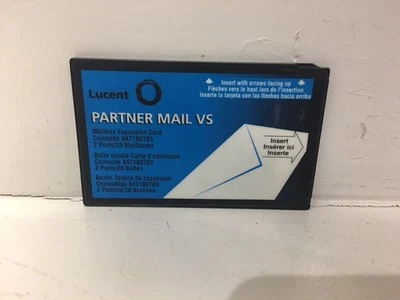 Insert with arrows facing up
Flèches vers le haut lors de l'insertion
Inserte la tarjeta con las flechas hacia arriba
Lucent
PARTNER MAIL VS
Mailbox Expansion Card
Comcode 847180783
2 Ports/20 Mailboxes
Boîte vocale Carte d'extension
Comcode 847180783
2 Ports/20 Boîtes
Buzón Tarjeta de Expansión
Comcódigo 847180783
2 Puertos/20 Buzones
Insert
Insérer ici
Inserte